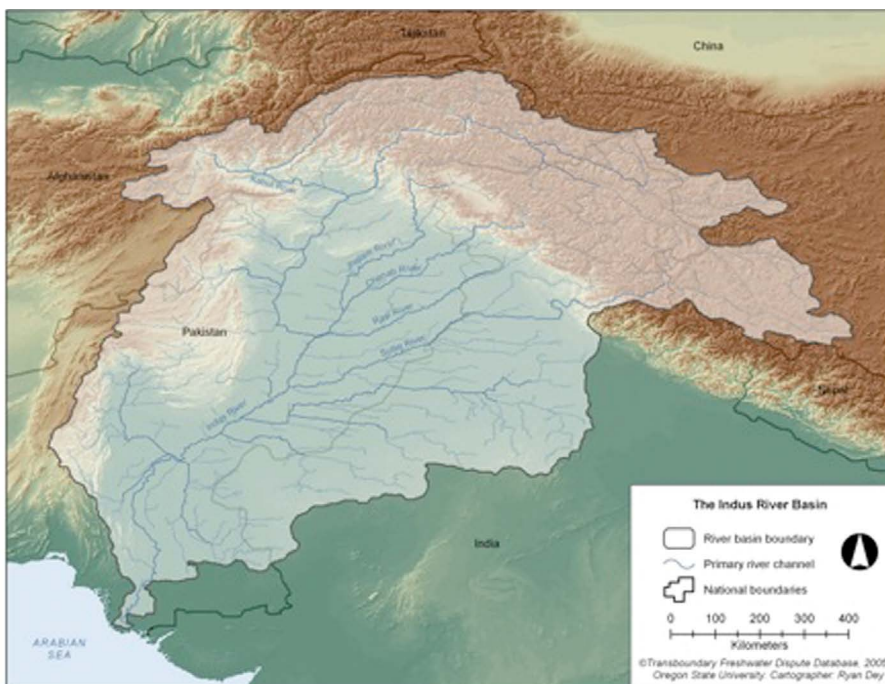 Tajikistan
China
Afghanistan
Kabul River
Jhelum River
Chenab River
Ravi River
Pakistan
Sutlej River
Nepal
Indus River
India
ARABIAN
SEA
The Indus River Basin
River basin boundary
Primary river channel
National boundaries
0 100 200 300 400
Kilometers
©Transboundary Freshwater Dispute Database, 2005
Oregon State University. Cartographer: Ryan Dey